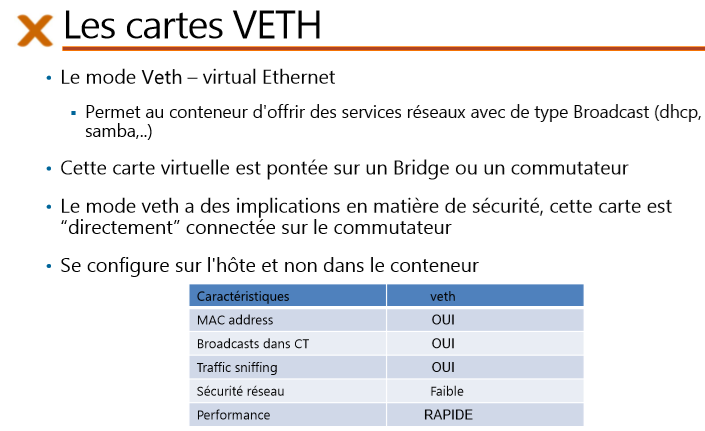 Les cartes VETH
• Le mode Veth – virtual Ethernet
▪ Permet au conteneur d'offrir des services réseaux avec de type Broadcast (dhcp,
samba,..)
• Cette carte virtuelle est pontée sur un Bridge ou un commutateur
• Le mode veth a des implications en matière de sécurité, cette carte est
“directement” connectée sur le commutateur
• Se configure sur l'hôte et non dans le conteneur
Caractéristiques veth
MAC address OUI
Broadcasts dans CT OUI
Traffic sniffing OUI
Sécurité réseau Faible
Performance RAPIDE